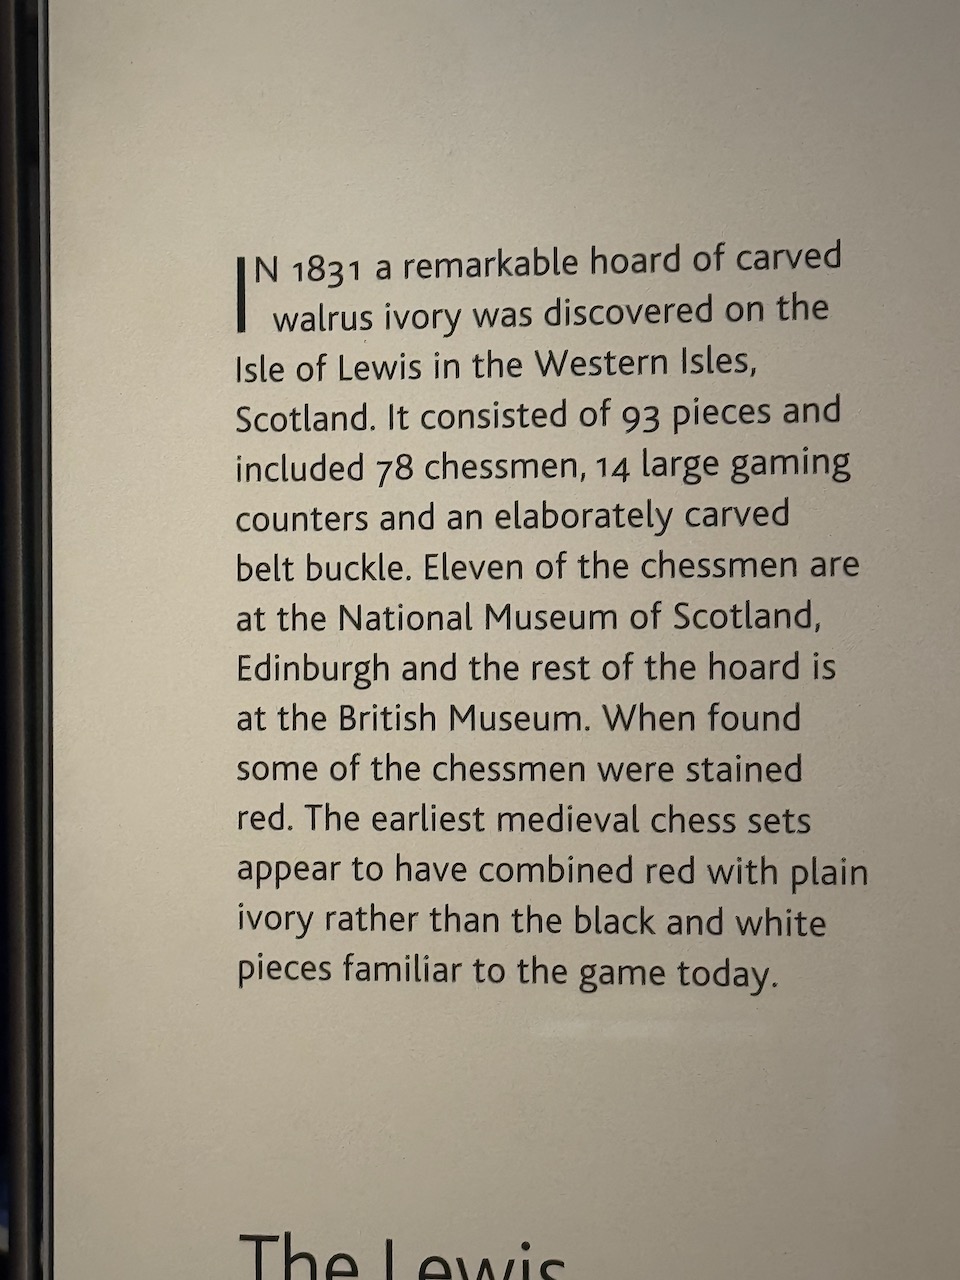 IN 1831 a remarkable hoard of carved
walrus ivory was discovered on the
Isle of Lewis in the Western Isles,
Scotland. It consisted of 93 pieces and
included 78 chessmen, 14 large gaming
counters and an elaborately carved
belt buckle. Eleven of the chessmen are
at the National Museum of Scotland,
Edinburgh and the rest of the hoard is
at the British Museum. When found
some of the chessmen were stained
red. The earliest medieval chess sets
appear to have combined red with plain
ivory rather than the black and white
pieces familiar to the game today.
The Lewis